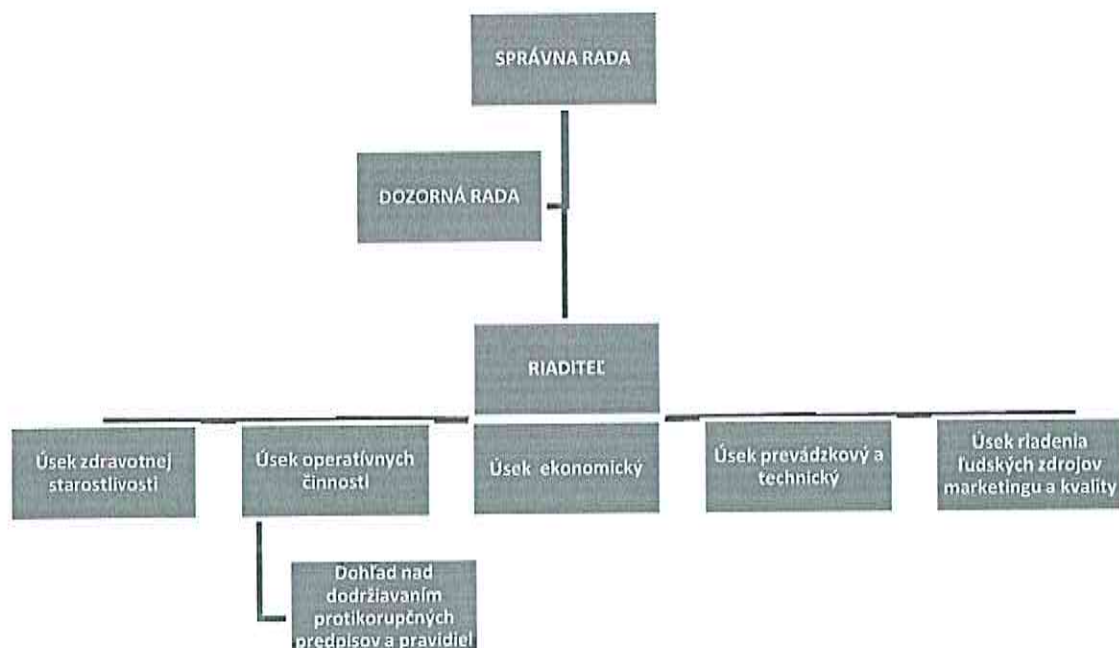 SPRÁVNA RADA
DOZORNÁ RADA
RIADITEĽ
Úsek zdravotnej
starostlivosti
Úsek operatívnych
činností
Úsek ekonomický
Úsek prevádzkový a
technický
Úsek riadenia
ľudských zdrojov
marketingu a kvality
Dohľad nad
dodržiavaním
protikorupčných
predpisov a pravidiel